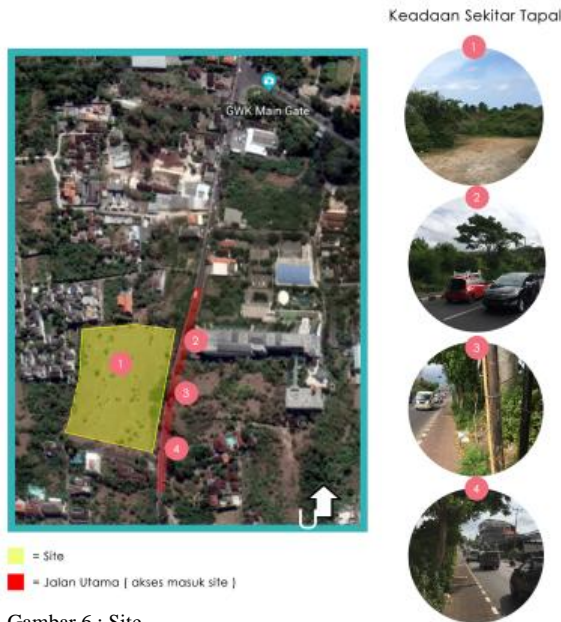 Keadaan Sekitar Tapal
1
GWK Main Gate
2
1
2
3
3
4
4
U
= Site
= Jalan Utama ( akses masuk site )
Gambar 6 : Site